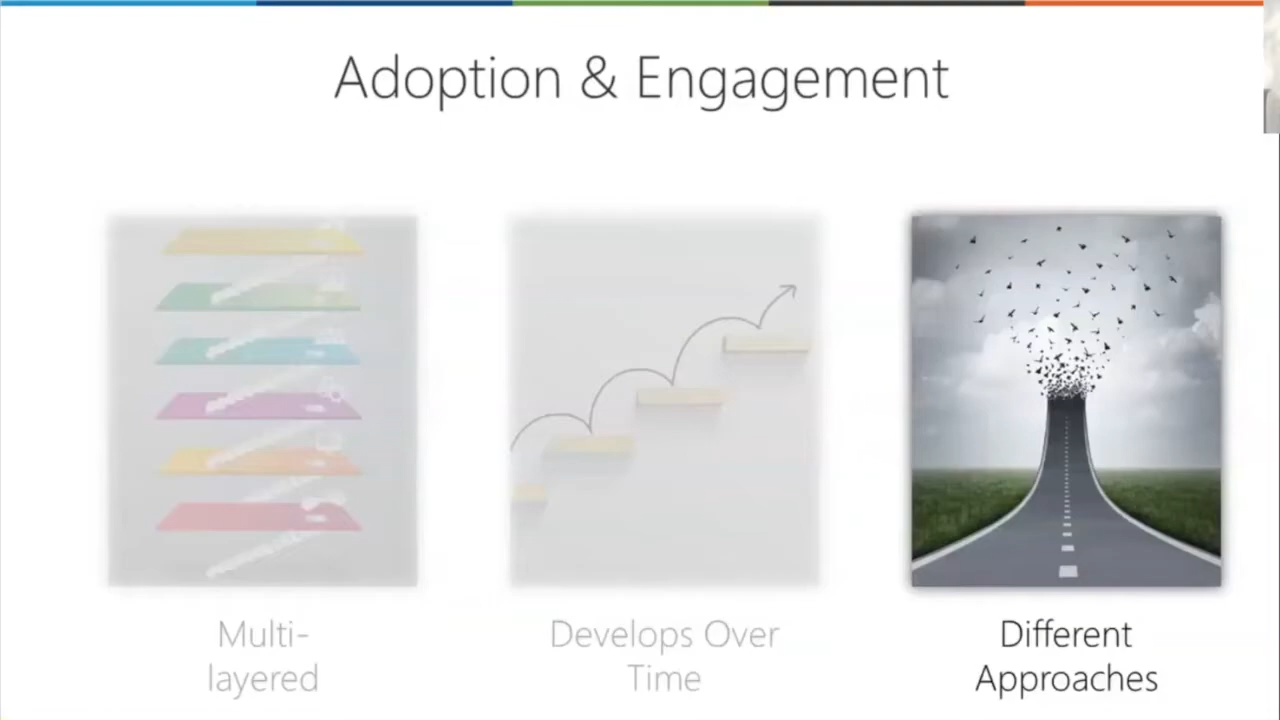 Adoption & Engagement
Multi-
layered
Develops Over
Time
Different
Approaches